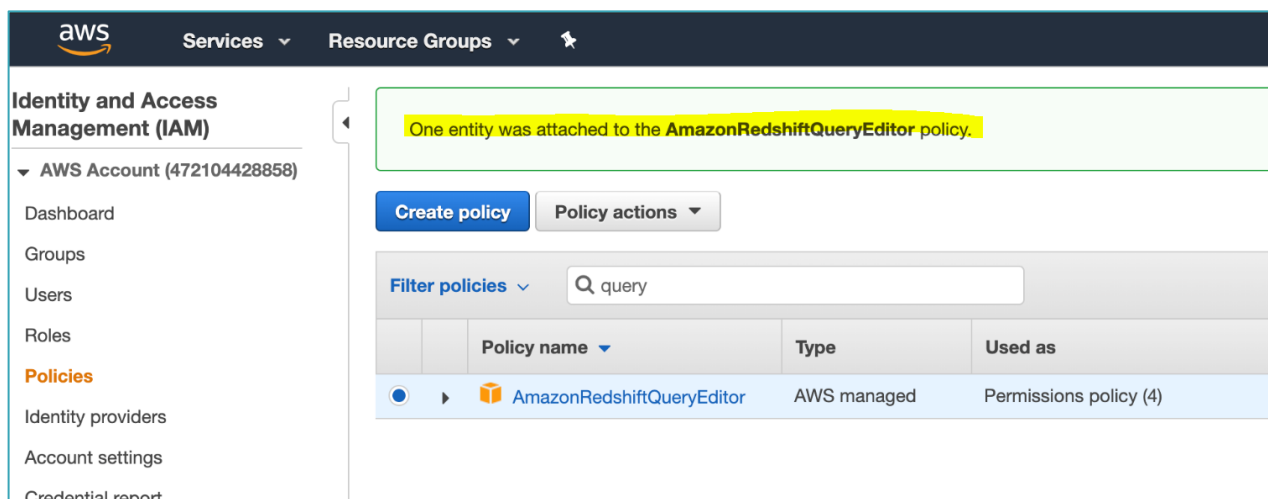 aws Services Resource Groups
Identity and Access
Management (IAM)
AWS Account (472104428858)
Dashboard
Groups
Users
Roles
Policies
Identity providers
Account settings
Credential report
One entity was attached to the AmazonRedshiftQueryEditor policy.
Create policy Policy actions
Filter policies query
Policy name Type Used as
AmazonRedshiftQueryEditor AWS managed Permissions policy (4)